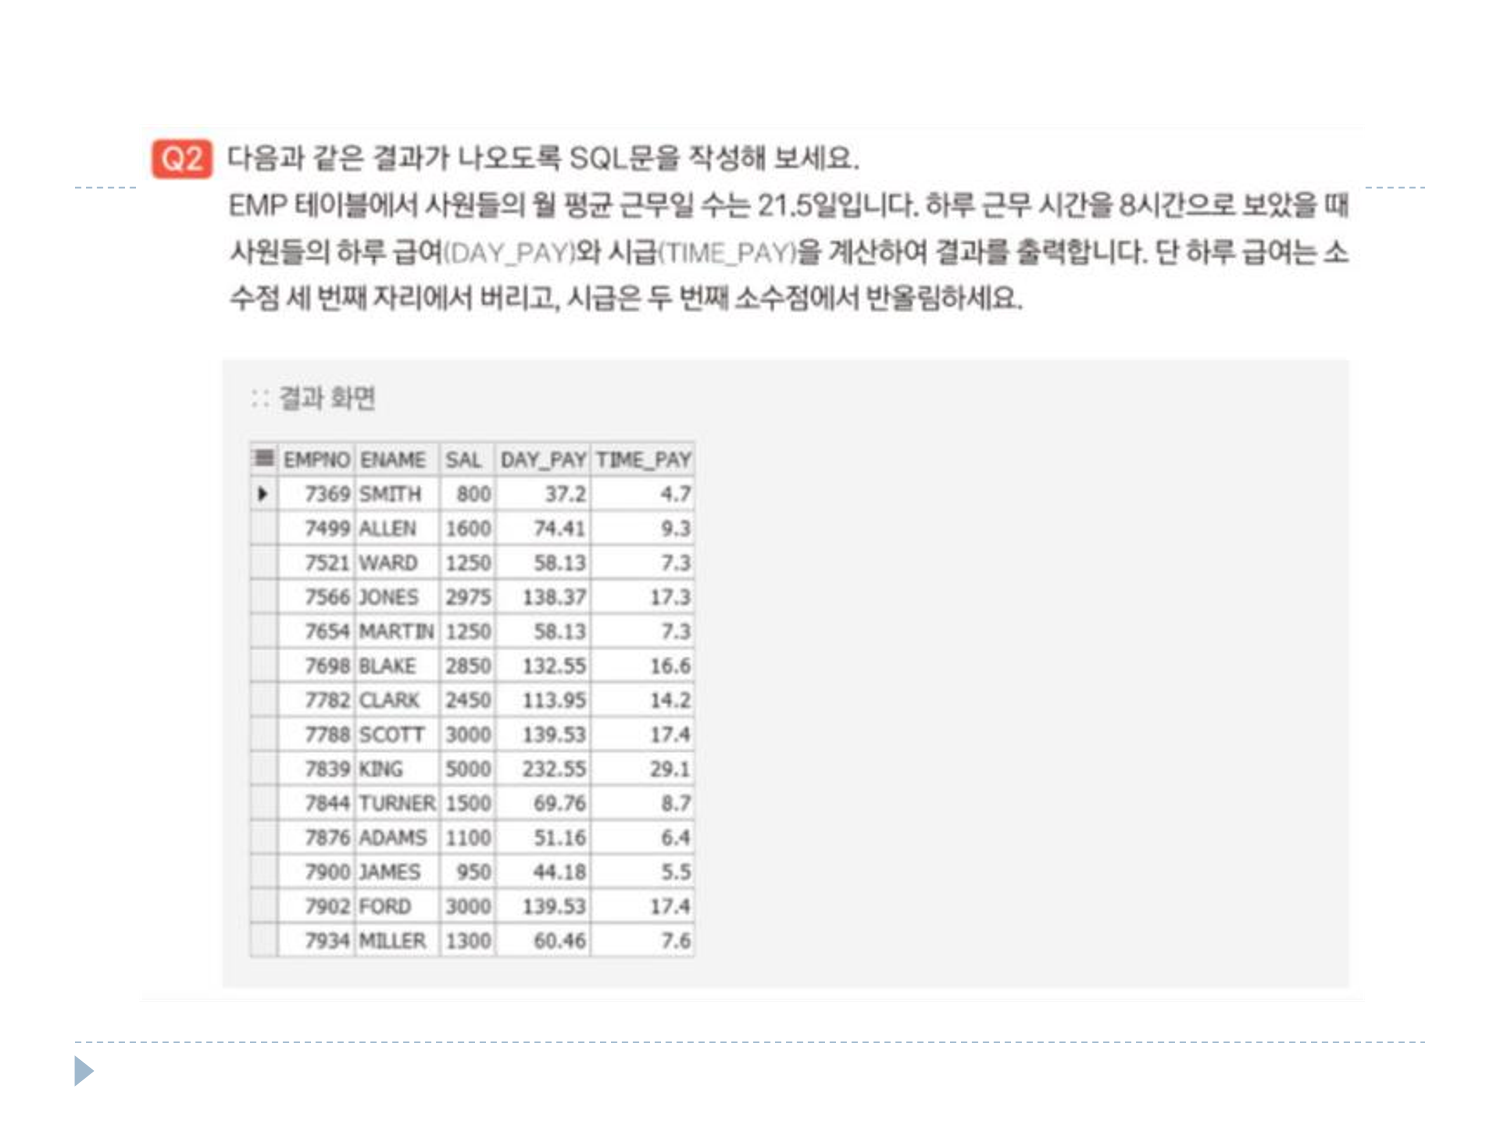 Q2 다음과 같은 결과가 나오도록 SQL문을 작성해 보세요.
EMP 테이블에서 사원들의 월 평균 근무일 수는 21.5일입니다. 하루 근무 시간을 8시간으로 보았을 때
사원들의 하루 급여(DAY_PAY)와 시급(TIME_PAY)을 계산하여 결과를 출력합니다. 단 하루 급여는 소
수점 세 번째 자리에서 버리고, 시급은 두 번째 소수점에서 반올림하세요.
:: 결과 화면
EMPNO ENAME SAL DAY_PAY TIME_PAY
7369 SMITH 800 37.2 4.7
7499 ALLEN 1600 74.41 9.3
7521 WARD 1250 58.13 7.3
7566 JONES 2975 138.37 17.3
7654 MARTIN 1250 58.13 7.3
7698 BLAKE 2850 132.55 16.6
7782 CLARK 2450 113.95 14.2
7788 SCOTT 3000 139.53 17.4
7839 KING 5000 232.55 29.1
7844 TURNER 1500 69.76 8.7
7876 ADAMS 1100 51.16 6.4
7900 JAMES 950 44.18 5.5
7902 FORD 3000 139.53 17.4
7934 MILLER 1300 60.46 7.6